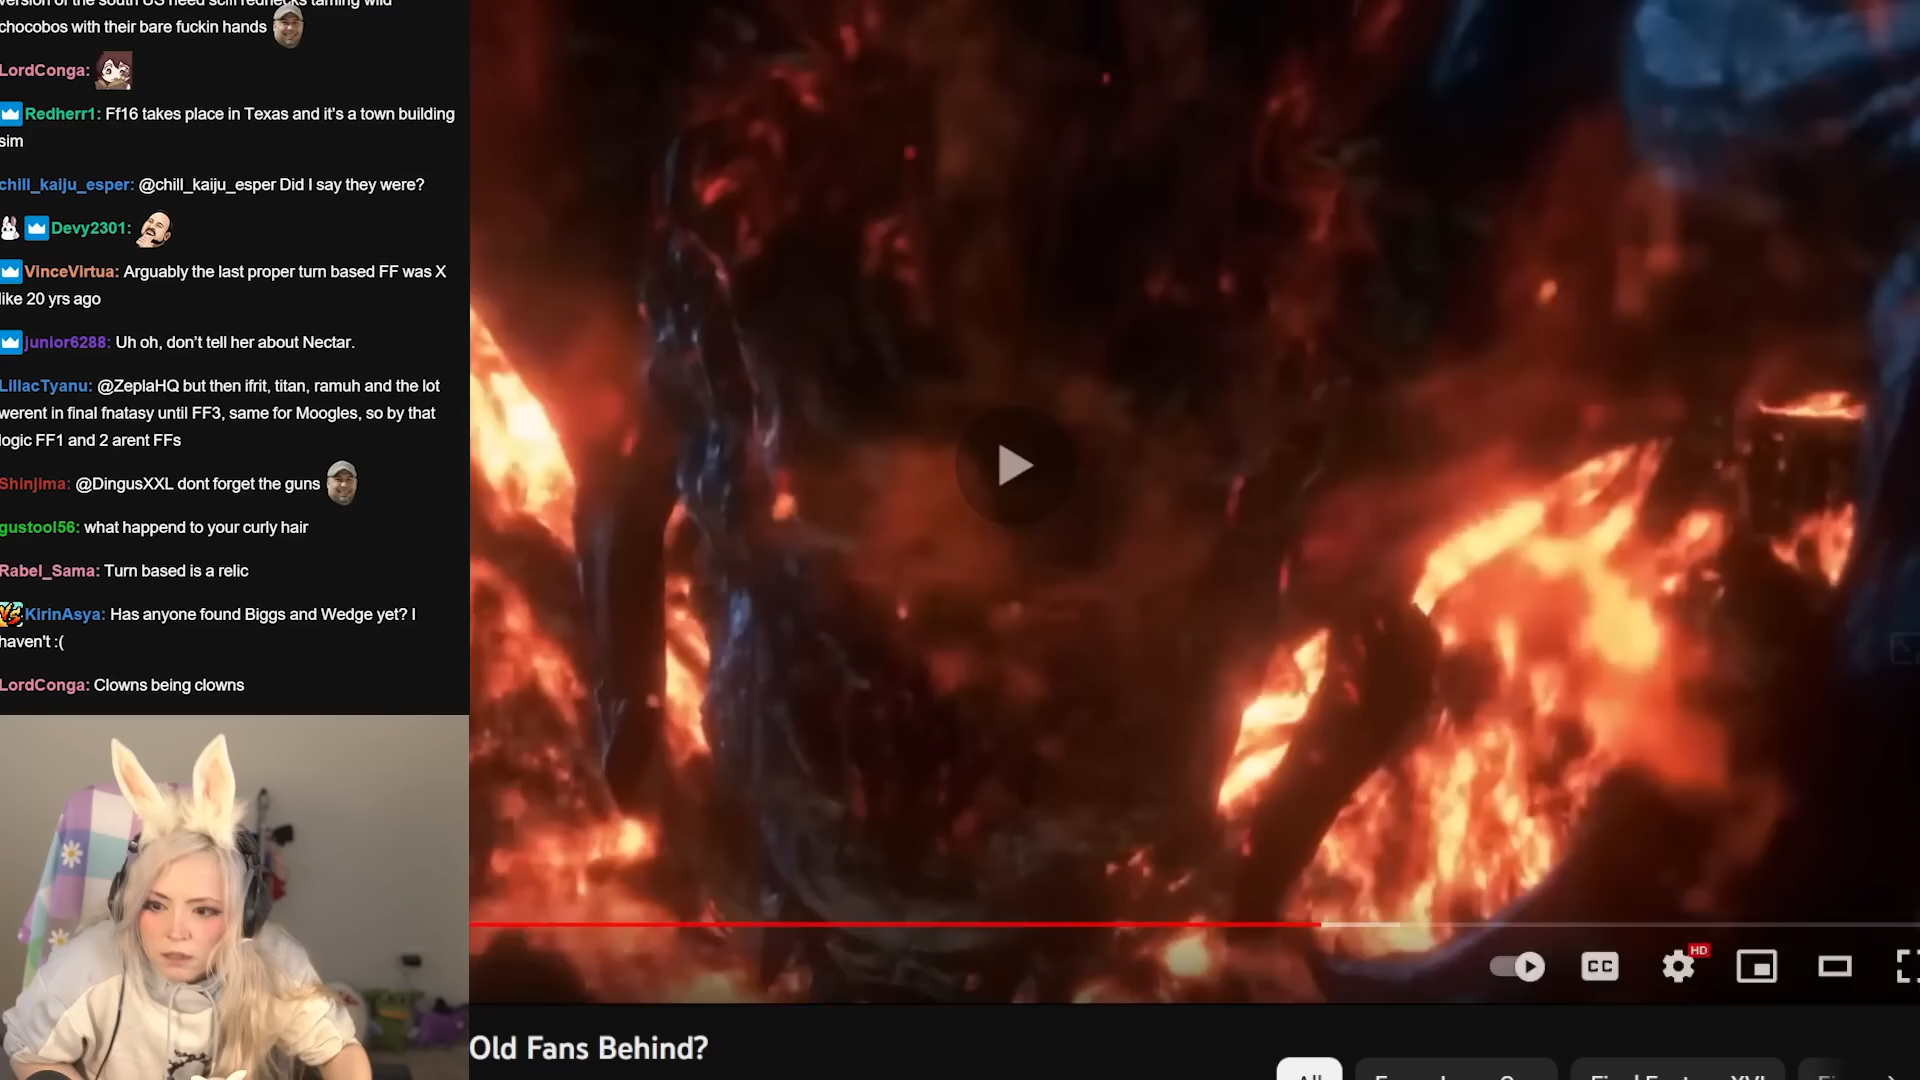 chocobos with their bare fuckin hands
LordConga:
Redherr1: Ff16 takes place in Texas and it's a town building
sim
chill_kaiju_esper: @chill_kaiju_esper Did I say they were?
Devy2301:
VinceVirtua: Arguably the last proper turn based FF was X
like 20 yrs ago
junior6288: Uh oh, don't tell her about Nectar.
LillacTyanu: @ZeplaHQ but then ifrit, titan, ramuh and the lot
werent in final fnatasy until FF3, same for Moogles, so by that
logic FF1 and 2 arent FFs
Shinjima: @DingusXXL dont forget the guns
gustool56: what happend to your curly hair
Rabel_Sama: Turn based is a relic
KirinAsya: Has anyone found Biggs and Wedge yet? I
haven't :(
LordConga: Clowns being clowns
CC
HD
Old Fans Behind?